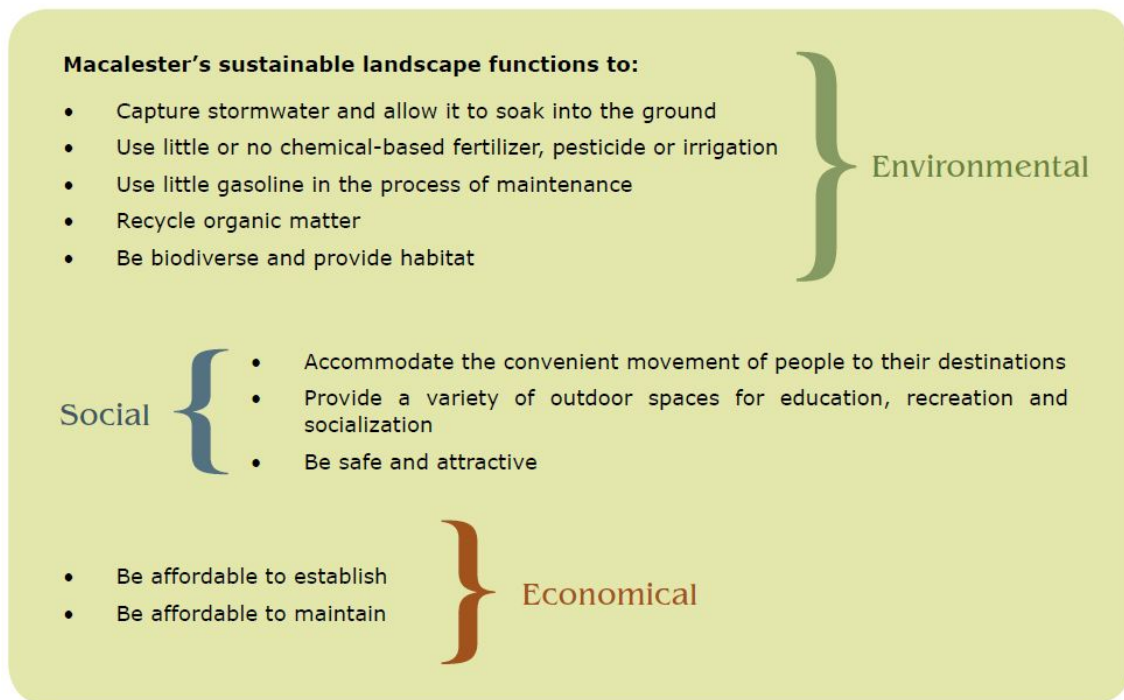 Macalester’s sustainable landscape functions to:
• Capture stormwater and allow it to soak into the ground
• Use little or no chemical-based fertilizer, pesticide or irrigation
• Use little gasoline in the process of maintenance
• Recycle organic matter
• Be biodiverse and provide habitat
Environmental
Social
• Accommodate the convenient movement of people to their destinations
• Provide a variety of outdoor spaces for education, recreation and
socialization
• Be safe and attractive
• Be affordable to establish
• Be affordable to maintain
Economical